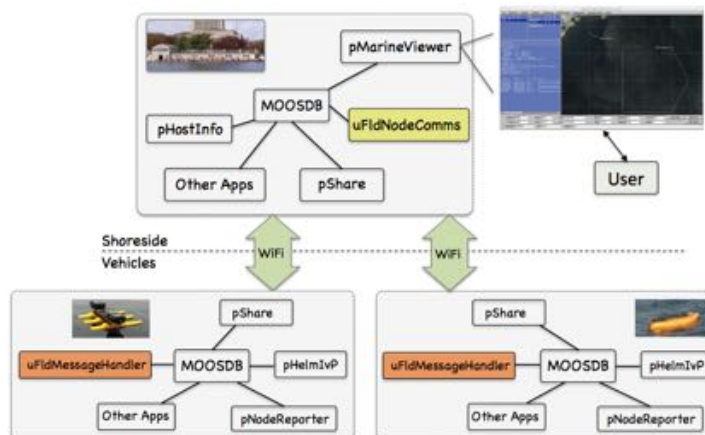 pMarineViewer
MOOSDB
pHostInfo
uFldNodeComms
Other Apps
pShare
User
Shoreside
WiFi
WiFi
Vehicles
pShare
uFldMessageHandler
MOOSDB
pHelmIvP
Other Apps
pNodeReporter
pShare
uFldMessageHandler
MOOSDB
pHelmIvP
Other Apps
pNodeReporter